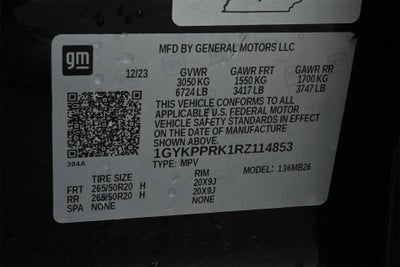 gm
MFD BY GENERAL MOTORS LLC
12/23 GVWR GAWR FRT GAWR RR
3050 KG 1550 KG 1700 KG
6724 LB 3417 LB 3747 LB
THIS VEHICLE CONFORMS TO ALL
APPLICABLE U.S. FEDERAL MOTOR
VEHICLE SAFETY STANDARDS IN EFFECT
ON THE DATE OF MANUFACTURE
SHOWN ABOVE.
1GYKPPRK1RZ114853
TYPE: MPV MODEL: 136MB26
384A
TIRE SIZE RIM
FRT 265/50R20 H 20X9J
RR 265/50R20 H 20X9J
SPA NONE NONE